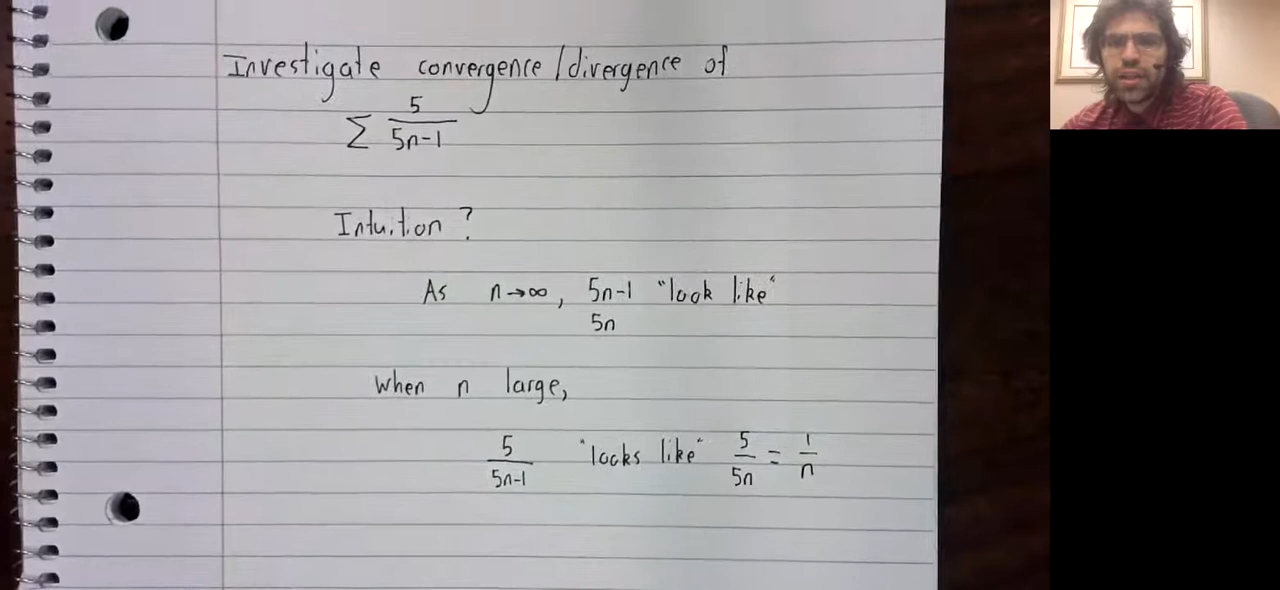 Investigate convergence/divergence of
∑ 5/(5n-1)
Intuition?
As n→∞, 5n-1 "look like"
5n
When n large,
5/(5n-1) "looks like" 5/5n = 1/n